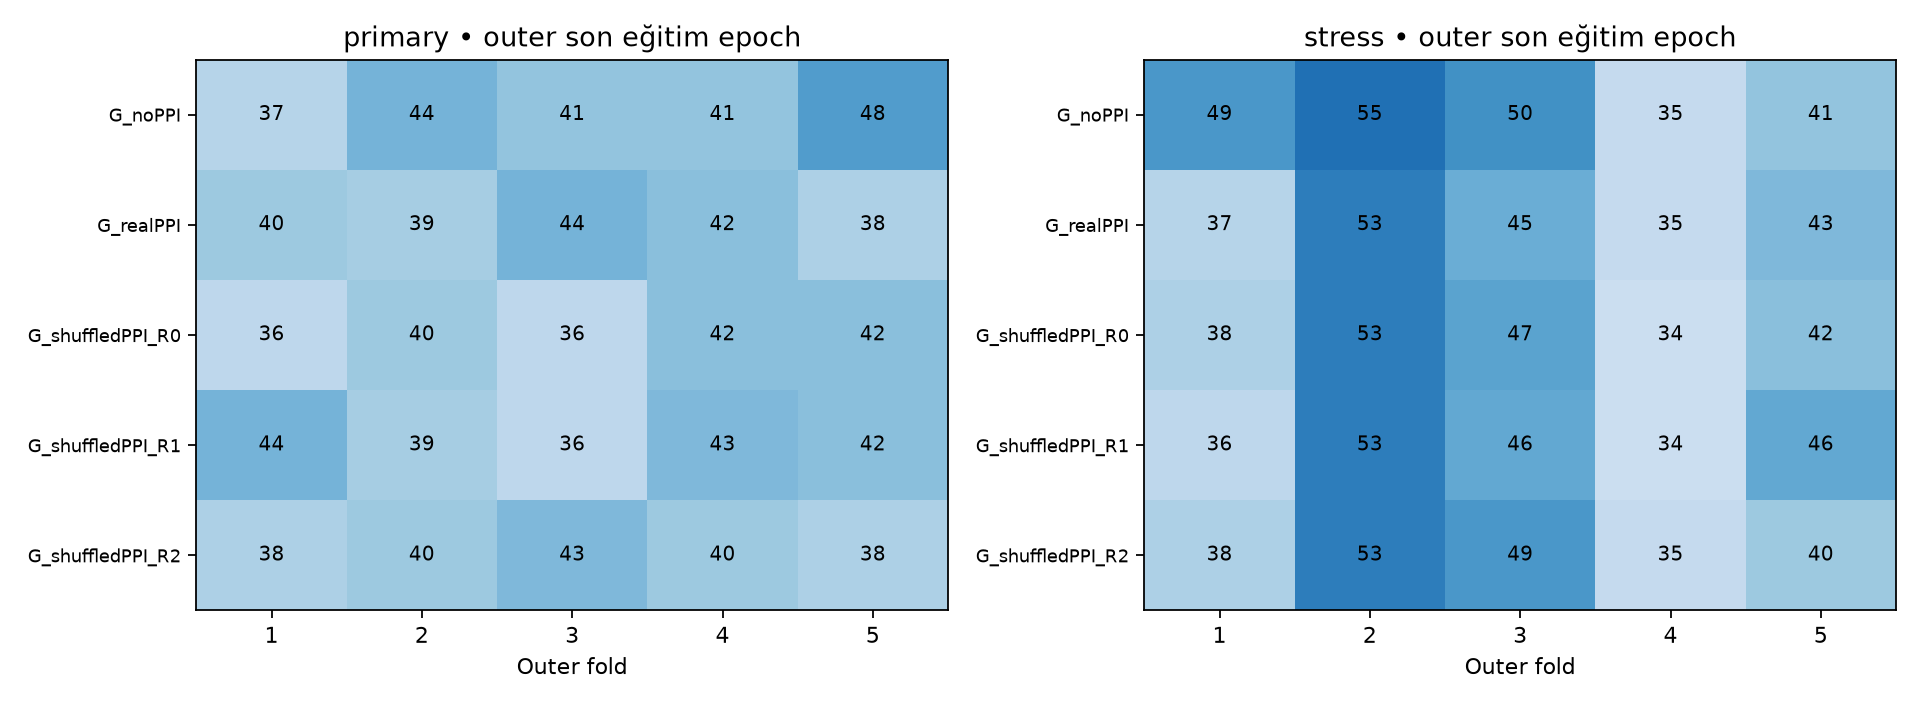 primary • outer son eğitim epoch
G_noPPI 37 44 41 41 48
G_realPPI 40 39 44 42 38
G_shuffledPPI_R0 36 40 36 42 42
G_shuffledPPI_R1 44 39 36 43 42
G_shuffledPPI_R2 38 40 43 40 38
1 2 3 4 5
Outer fold
stress • outer son eğitim epoch
G_noPPI 49 55 50 35 41
G_realPPI 37 53 45 35 43
G_shuffledPPI_R0 38 53 47 34 42
G_shuffledPPI_R1 36 53 46 34 46
G_shuffledPPI_R2 38 53 49 35 40
1 2 3 4 5
Outer fold